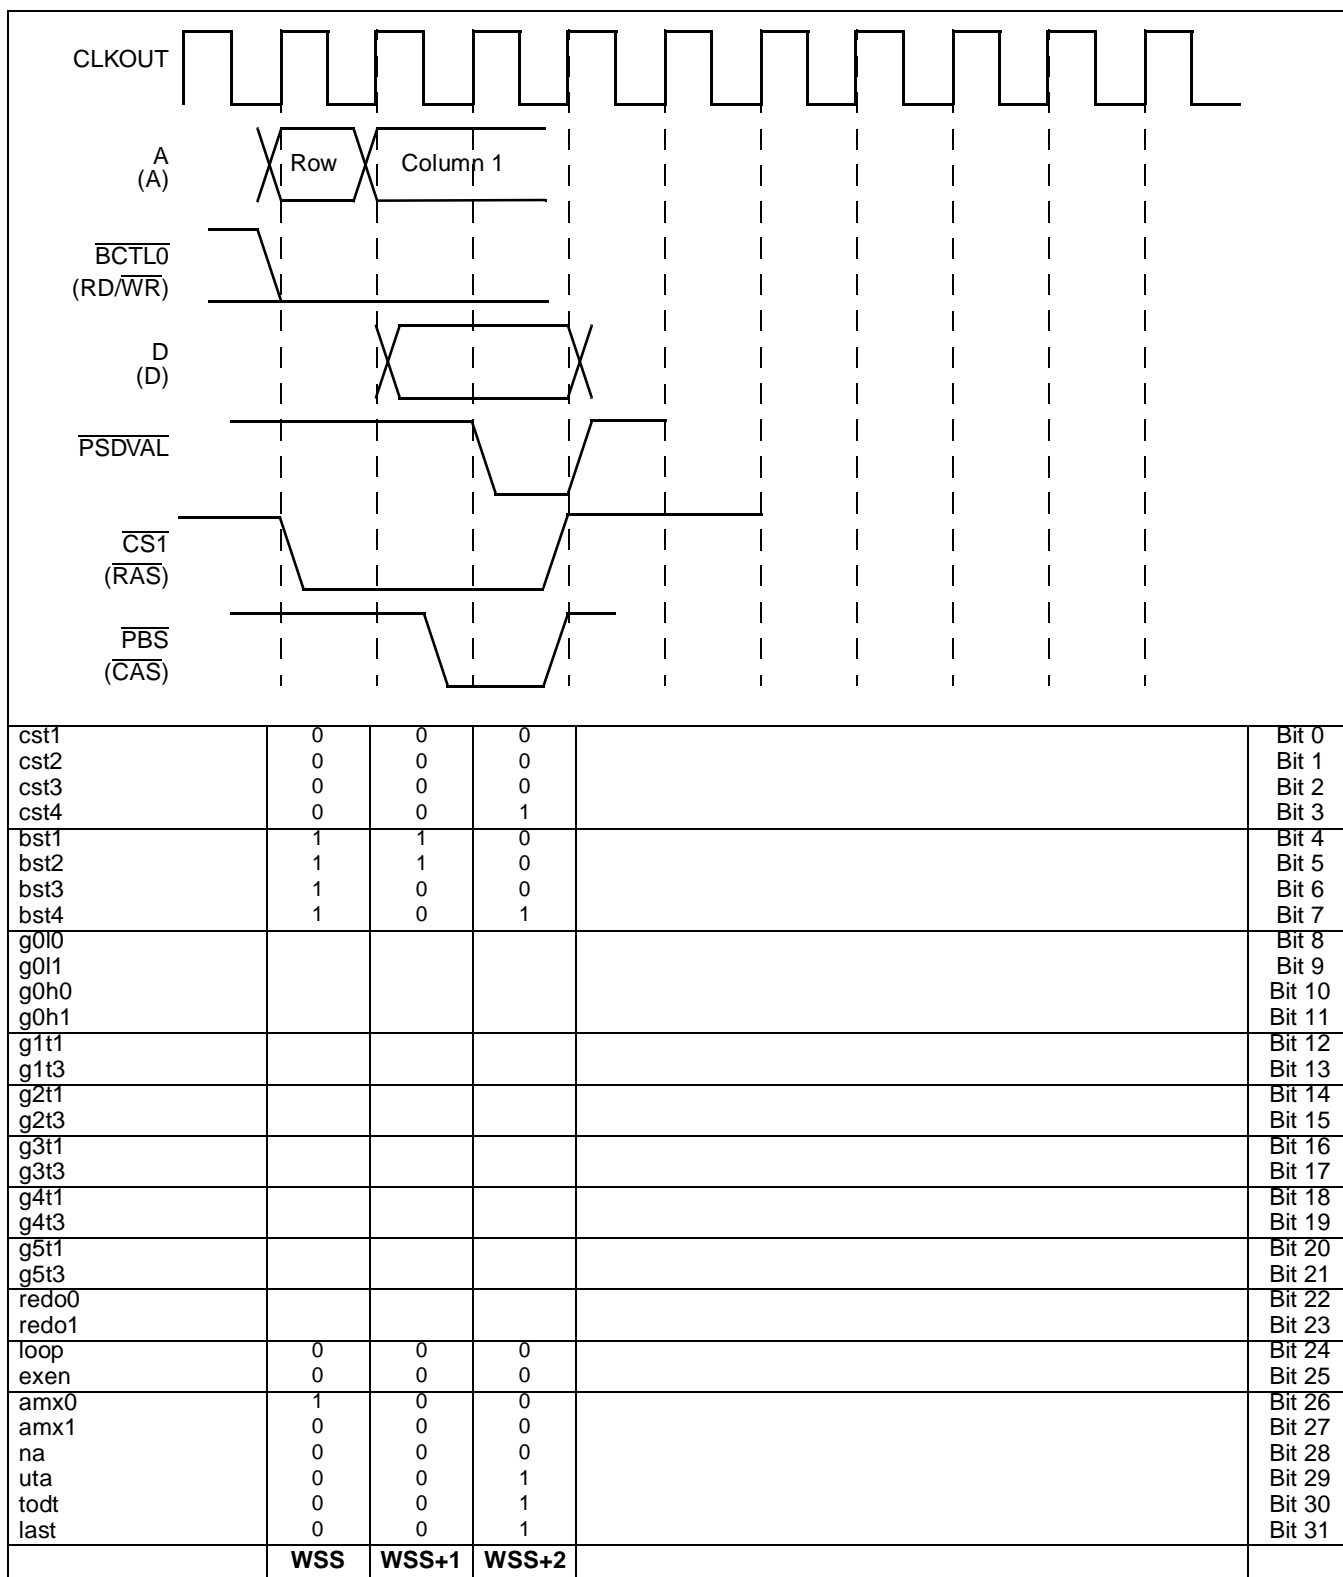 CLKOUT
A
(A)
Row
Column 1
BCTL0
(RD/WR)
D
(D)
PSDVAL
CS1
(RAS)
PBS
(CAS)
cst1 0 0 0 Bit 0
cst2 0 0 0 Bit 1
cst3 0 0 0 Bit 2
cst4 0 0 1 Bit 3
bst1 1 1 0 Bit 4
bst2 1 1 0 Bit 5
bst3 1 0 0 Bit 6
bst4 1 0 1 Bit 7
g0l0 Bit 8
g0l1 Bit 9
g0h0 Bit 10
g0h1 Bit 11
g1t1 Bit 12
g1t3 Bit 13
g2t1 Bit 14
g2t3 Bit 15
g3t1 Bit 16
g3t3 Bit 17
g4t1 Bit 18
g4t3 Bit 19
g5t1 Bit 20
g5t3 Bit 21
redo0 Bit 22
redo1 Bit 23
loop 0 0 0 Bit 24
exen 0 0 0 Bit 25
amx0 1 0 0 Bit 26
amx1 0 0 0 Bit 27
na 0 0 0 Bit 28
uta 0 0 1 Bit 29
todt 0 0 1 Bit 30
last 0 0 1 Bit 31
WSS WSS+1 WSS+2